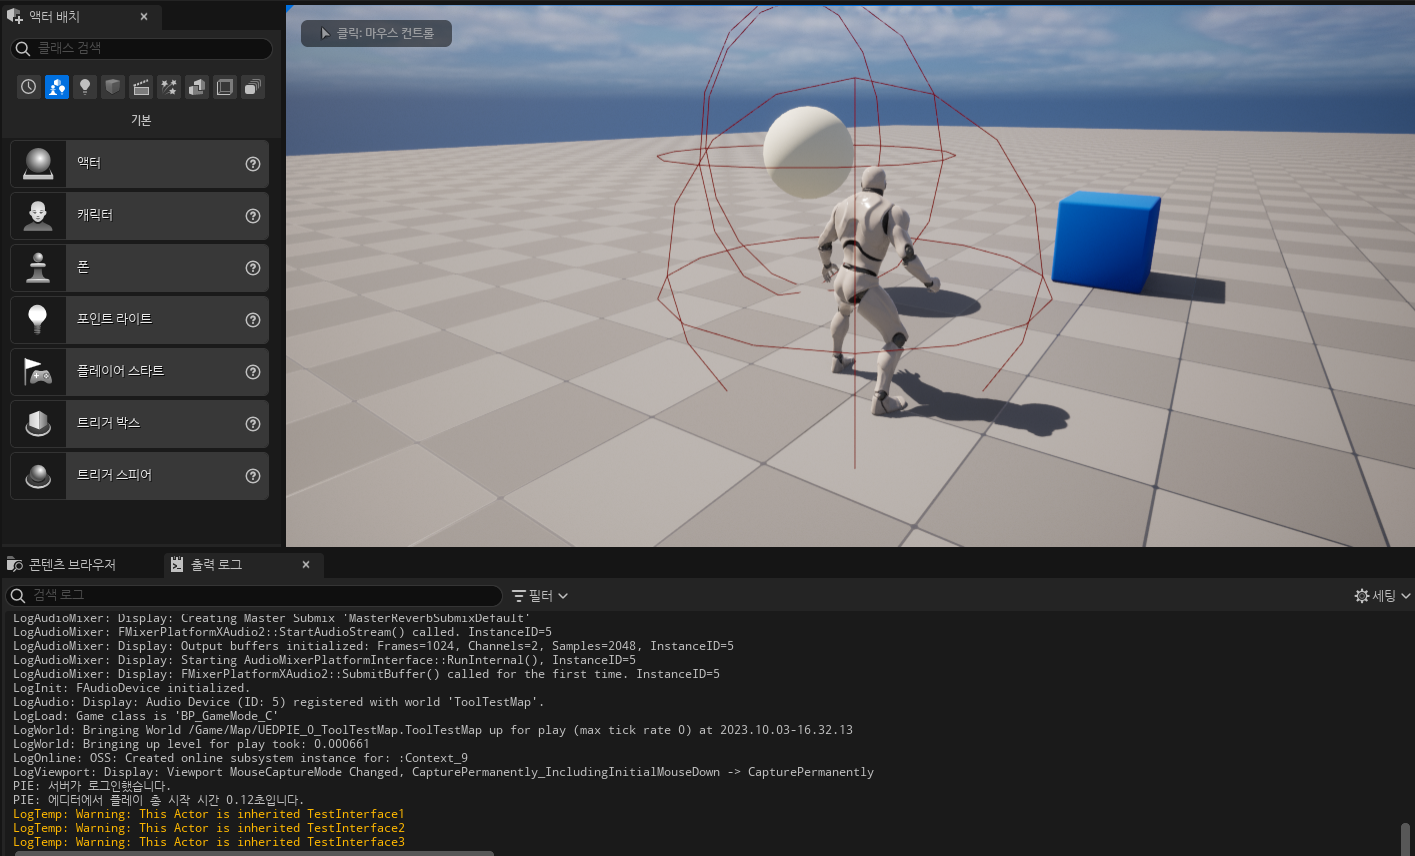 액터 배치
클래스 검색
기본
액터
캐릭터
폰
포인트 라이트
플레이어 스타트
트리거 박스
트리거 스피어
클릭: 마우스 컨트롤
콘텐츠 브라우저
출력 로그
검색 로그
필터
세팅
LogAudioMixer: Display: Creating Master Submix 'MasterReverbSubmixDefault'
LogAudioMixer: FMixerPlatformXAudio2::StartAudioStream() called. InstanceID=5
LogAudioMixer: Display: Output buffers initialized: Frames=1024, Channels=2, Samples=2048, InstanceID=5
LogAudioMixer: Display: Starting AudioMixerPlatformInterface::RunInternal(), InstanceID=5
LogAudioMixer: Display: FMixerPlatformXAudio2::SubmitBuffer() called for the first time. InstanceID=5
LogInit: FAudioDevice initialized.
LogAudio: Display: Audio Device (ID: 5) registered with world 'ToolTestMap'.
LogLoad: Game class is 'BP_GameMode_C'
LogWorld: Bringing World /Game/Map/UEDPIE_0_ToolTestMap.ToolTestMap up for play (max tick rate 0) at 2023.10.03-16.32.13
LogWorld: Bringing up level for play took: 0.000661
LogOnline: OSS: Created online subsystem instance for: :Context_9
LogViewport: Display: Viewport MouseCaptureMode Changed, CapturePermanently_IncludingInitialMouseDown -> CapturePermanently
PIE: 서버가 로그인했습니다.
PIE: 에디터에서 플레이 총 시작 시간 0.12초입니다.
LogTemp: Warning: This Actor is inherited TestInterface1
LogTemp: Warning: This Actor is inherited TestInterface2
LogTemp: Warning: This Actor is inherited TestInterface3